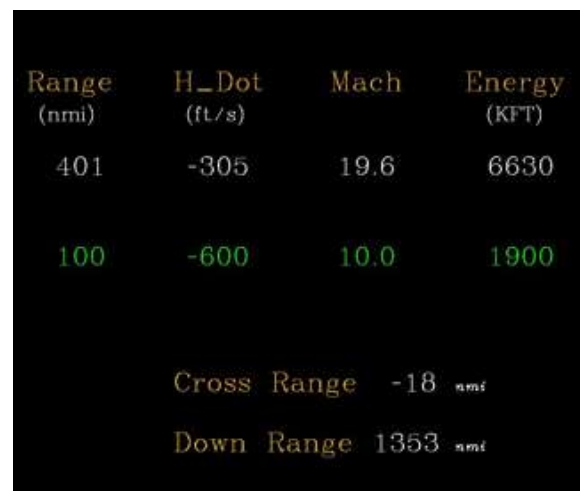 Range H_Dot Mach Energy
(nmi) (ft/s) (KFT)
401 -305 19.6 6630
100 -600 10.0 1900
Cross Range -18 nmi
Down Range 1353 nmi